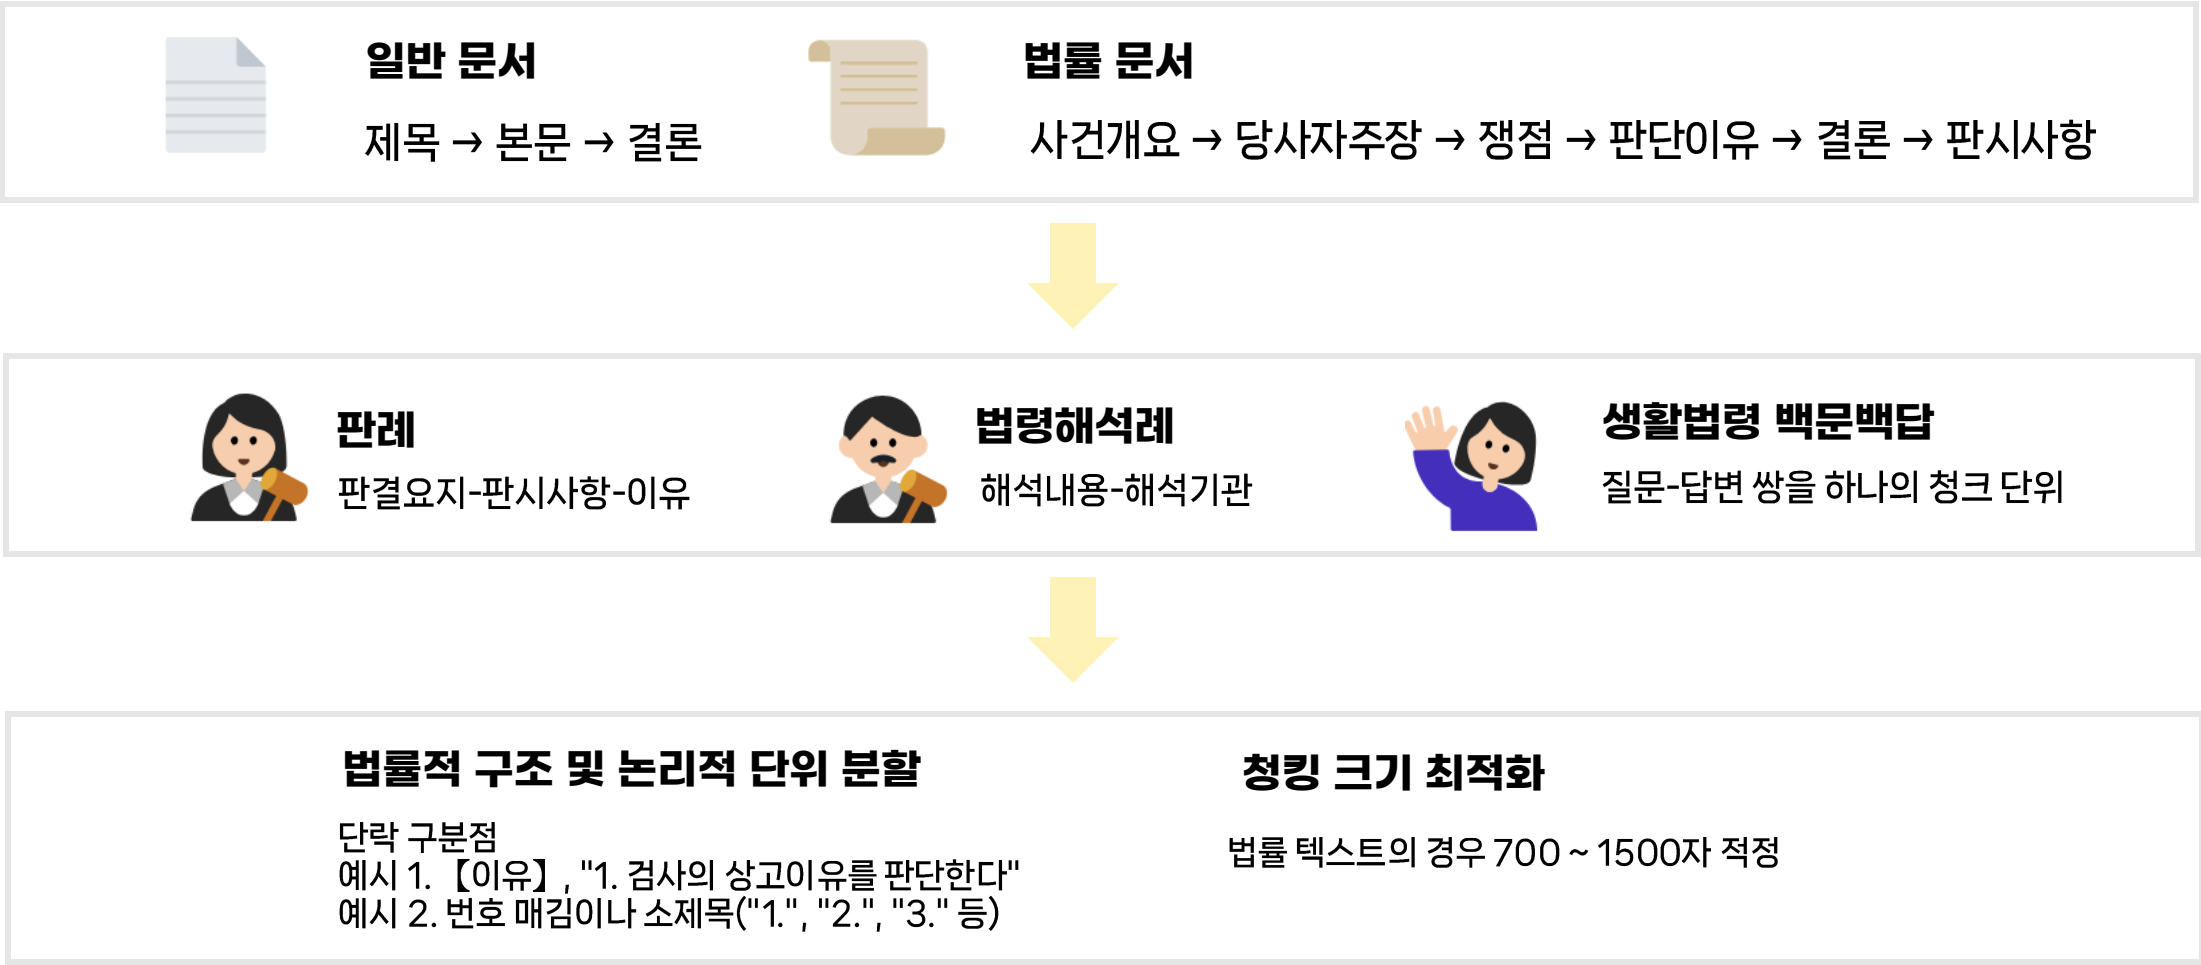 일반 문서
제목 → 본문 → 결론
법률 문서
사건개요 → 당사자주장 → 쟁점 → 판단이유 → 결론 → 판시사항
판례
판결요지-판시사항-이유
법령해석례
해석내용-해석기관
생활법령 백문백답
질문-답변 쌍을 하나의 청크 단위
법률적 구조 및 논리적 단위 분할
단락 구분점
예시 1. 【이유】, "1. 검사의 상고이유를 판단한다"
예시 2. 번호 매김이나 소제목("1.", "2.", "3." 등)
청킹 크기 최적화
법률 텍스트의 경우 700 ~ 1500자 적정